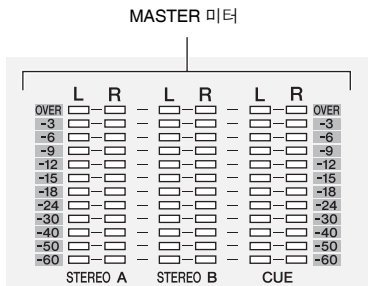 MASTER 미터
L R L R L R
OVER OVER
-3 -3
-6 -6
-9 -9
-12 -12
-15 -15
-18 -18
-24 -24
-30 -30
-40 -40
-50 -50
-60 -60
STEREO A STEREO B CUE